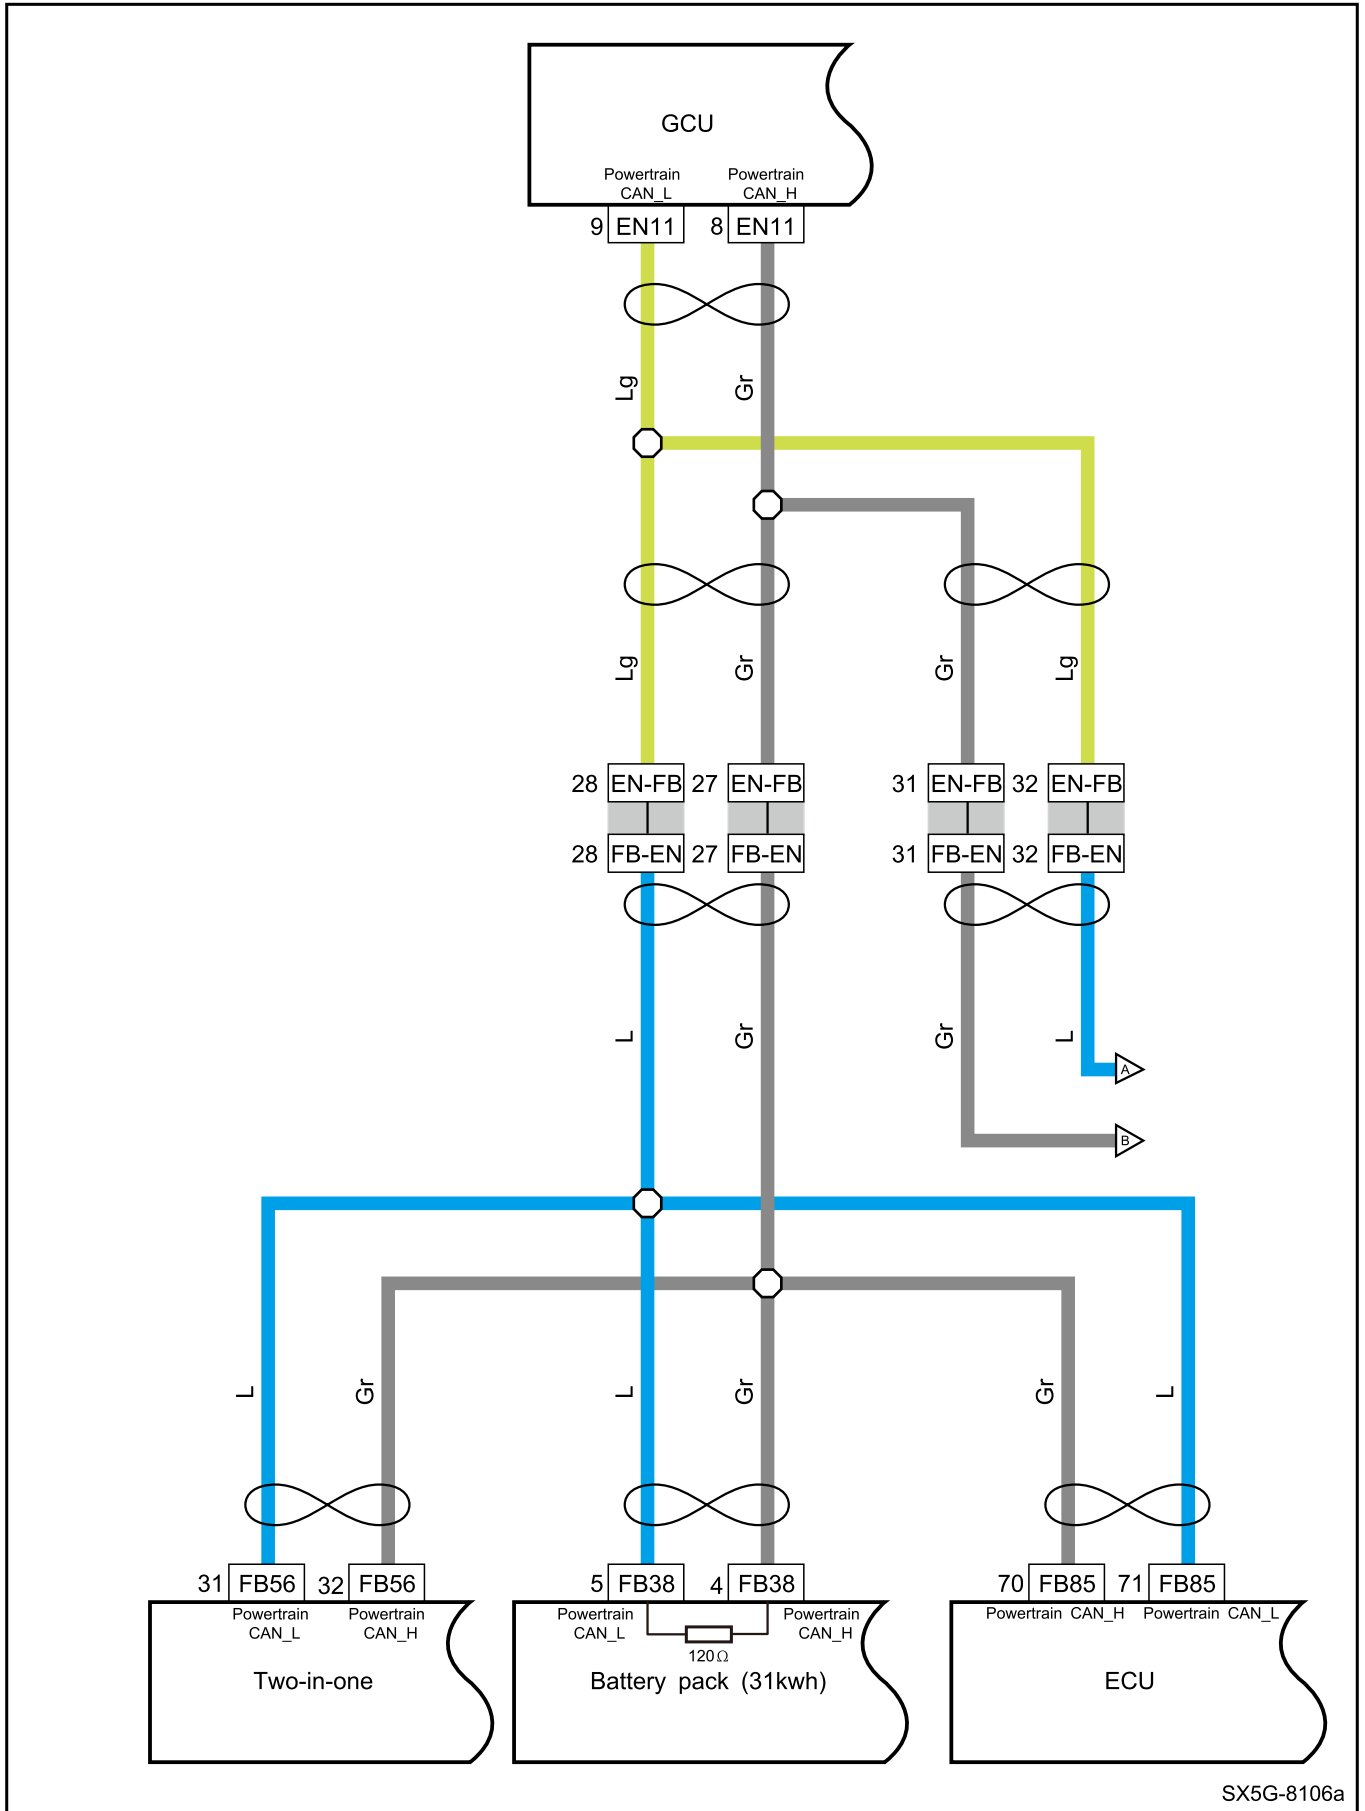 GCU
Powertrain
CAN_L
Powertrain
CAN_H
9 EN11
8 EN11
Lg
Gr
Lg
Gr
Gr
Lg
28 EN-FB
27 EN-FB
31 EN-FB
32 EN-FB
28 FB-EN
27 FB-EN
31 FB-EN
32 FB-EN
L
Gr
Gr
L
A
B
L
Gr
L
Gr
Gr
L
31 FB56
32 FB56
5 FB38
4 FB38
70 FB85
71 FB85
Powertrain
CAN_L
Powertrain
CAN_H
Powertrain
CAN_L
Powertrain
CAN_H
Powertrain CAN_H
Powertrain CAN_L
120Ω
Two-in-one
Battery pack (31kwh)
ECU
SX5G-8106a